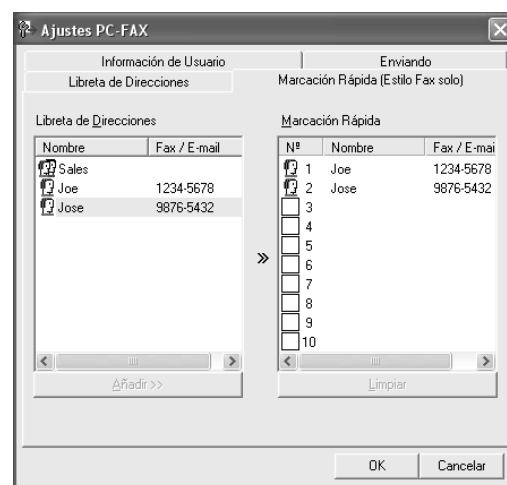 Ajustes PC-FAX
Información de Usuario Enviando
Libreta de Direcciones Marcación Rápida (Estilo Fax solo)
Libreta de Direcciones Marcación Rápida
Nombre Fax / E-mail Nº Nombre Fax / E-mai
Sales 1 Joe 1234-5678
Joe 1234-5678 2 Jose 9876-5432
Jose 9876-5432 3
4
5
6
»
7
8
9
10
Añadir >> Limpiar
OK Cancelar